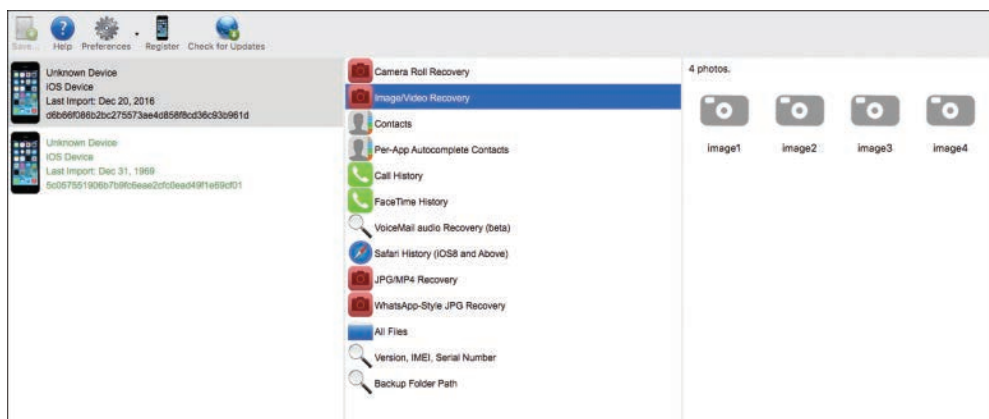 Save...
Help
Preferences
Register
Check for Updates
Unknown Device
iOS Device
Last Import: Dec 20, 2016
d6b66f086b2bc275573ae4d858f8cd36c93b961d
Unknown Device
iOS Device
Last Import: Dec 31, 1969
Camera Roll Recovery
Image/Video Recovery
Contacts
Per-App Autocomplete Contacts
Call History
FaceTime History
VoiceMail audio Recovery (beta)
Safari History (iOS8 and Above)
JPG/MP4 Recovery
WhatsApp-Style JPG Recovery
All Files
Version, IMEI, Serial Number
Backup Folder Path
4 photos.
image1
image2
image3
image4